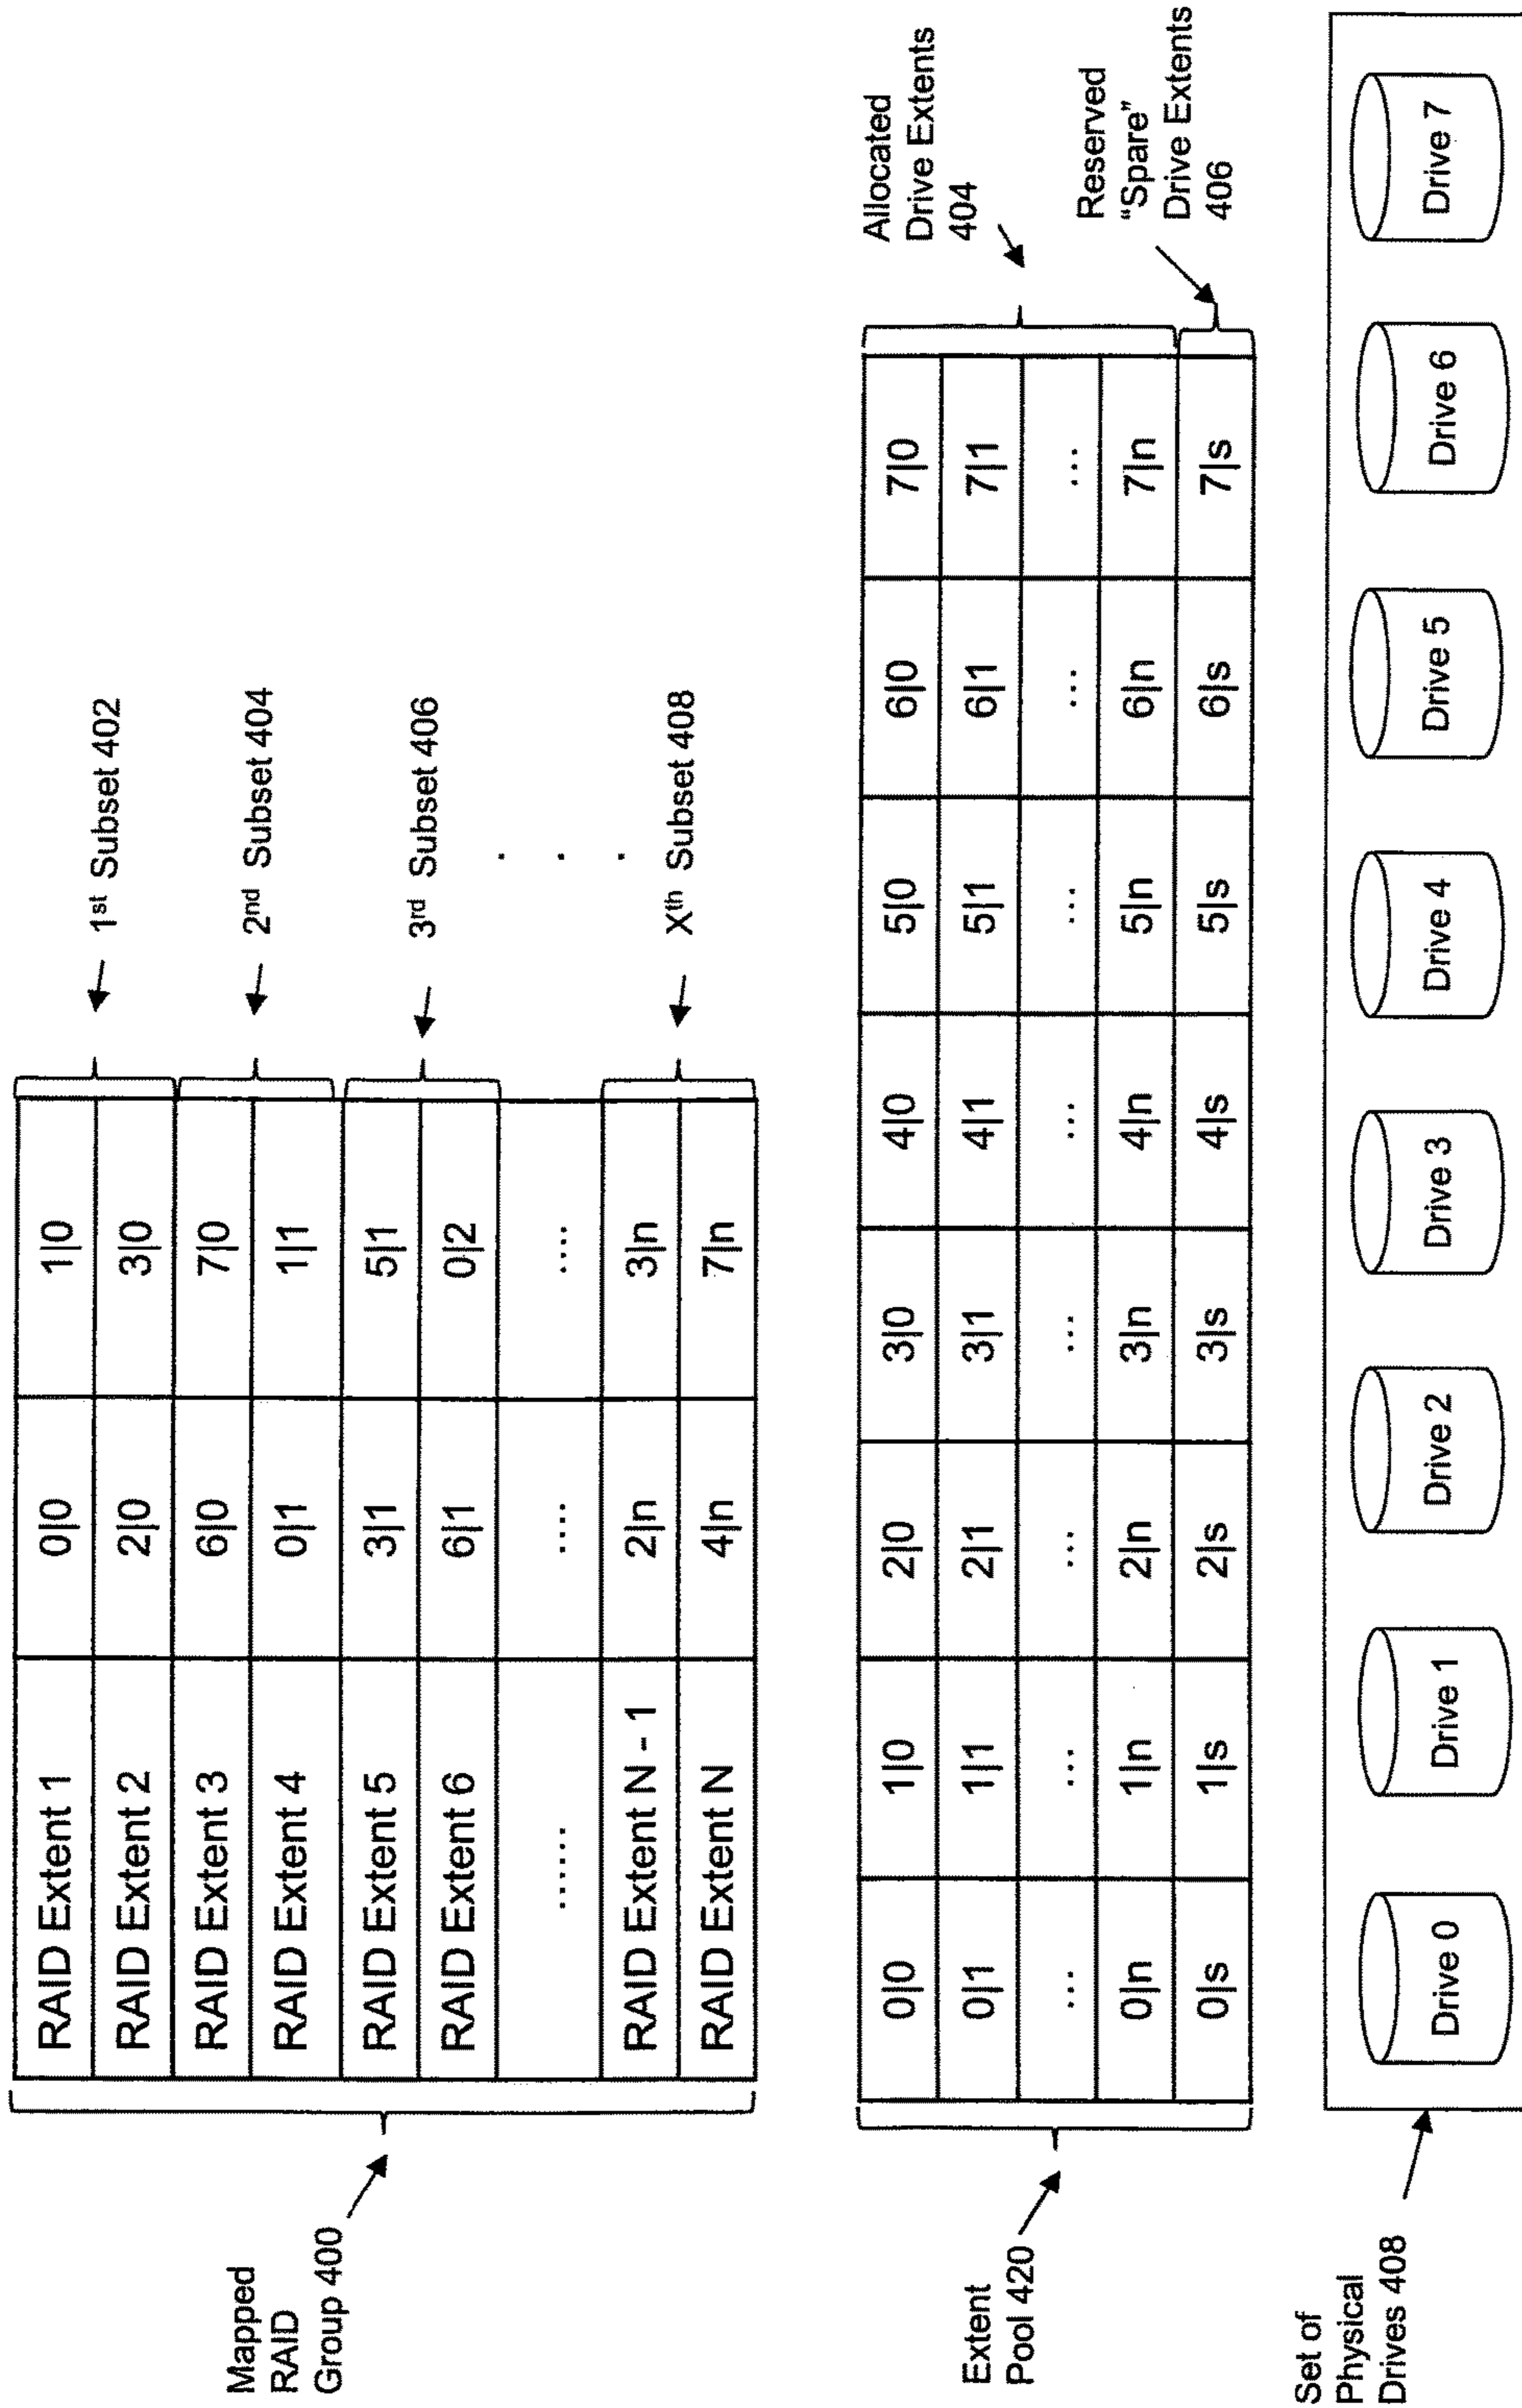 Mapped
RAID
Group 400
RAID Extent 1 0|0 1|0
RAID Extent 2 2|0 3|0
RAID Extent 3 6|0 7|0
RAID Extent 4 0|1 1|1
RAID Extent 5 3|1 5|1
RAID Extent 6 6|1 0|2
...... .... ....
RAID Extent N - 1 2|n 3|n
RAID Extent N 4|n 7|n
1st Subset 402
2nd Subset 404
3rd Subset 406
. . .
Xth Subset 408
Extent
Pool 420
0|0 1|0 2|0 3|0 4|0 5|0 6|0 7|0
0|1 1|1 2|1 3|1 4|1 5|1 6|1 7|1
... ... ... ... ... ... ... ...
0|n 1|n 2|n 3|n 4|n 5|n 6|n 7|n
0|s 1|s 2|s 3|s 4|s 5|s 6|s 7|s
Allocated
Drive Extents
404
Reserved
“Spare”
Drive Extents
406
Set of
Physical
Drives 408
Drive 0 Drive 1 Drive 2 Drive 3 Drive 4 Drive 5 Drive 6 Drive 7